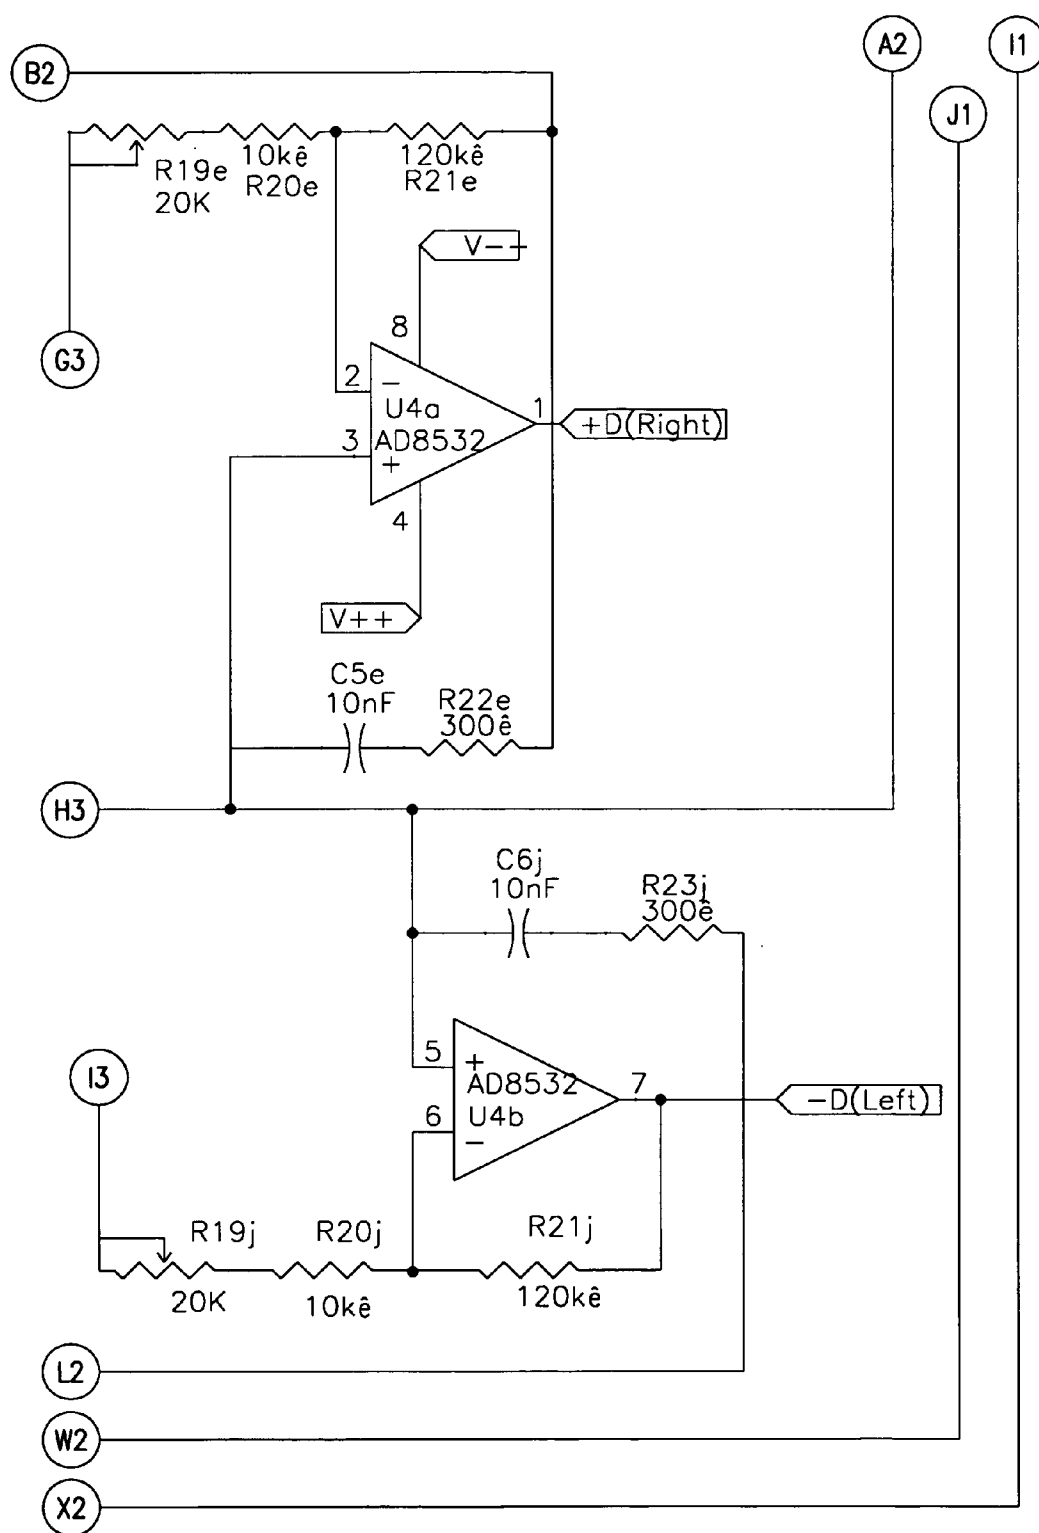 A2
I1
B2
J1
10kê
120kê
R19e
R20e
R21e
20K
V-+
8
G3
2
-
U4a
1
+D(Right)
3
AD8532
+
4
V++
C5e
10nF
R22e
300ê
H3
C6j
10nF
R23j
300ê
I3
5
+
AD8532
7
-D(Left)
6
U4b
-
R19j
R20j
R21j
20K
10kê
120kê
L2
W2
X2